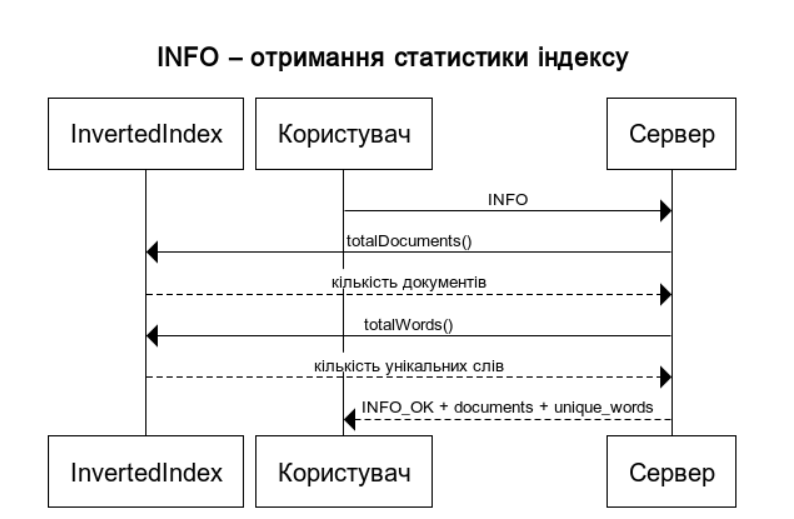 INFO – отримання статистики індексу
InvertedIndex
Користувач
Сервер
INFO
totalDocuments()
кількість документів
totalWords()
кількість унікальних слів
INFO_OK + documents + unique_words
InvertedIndex
Користувач
Сервер